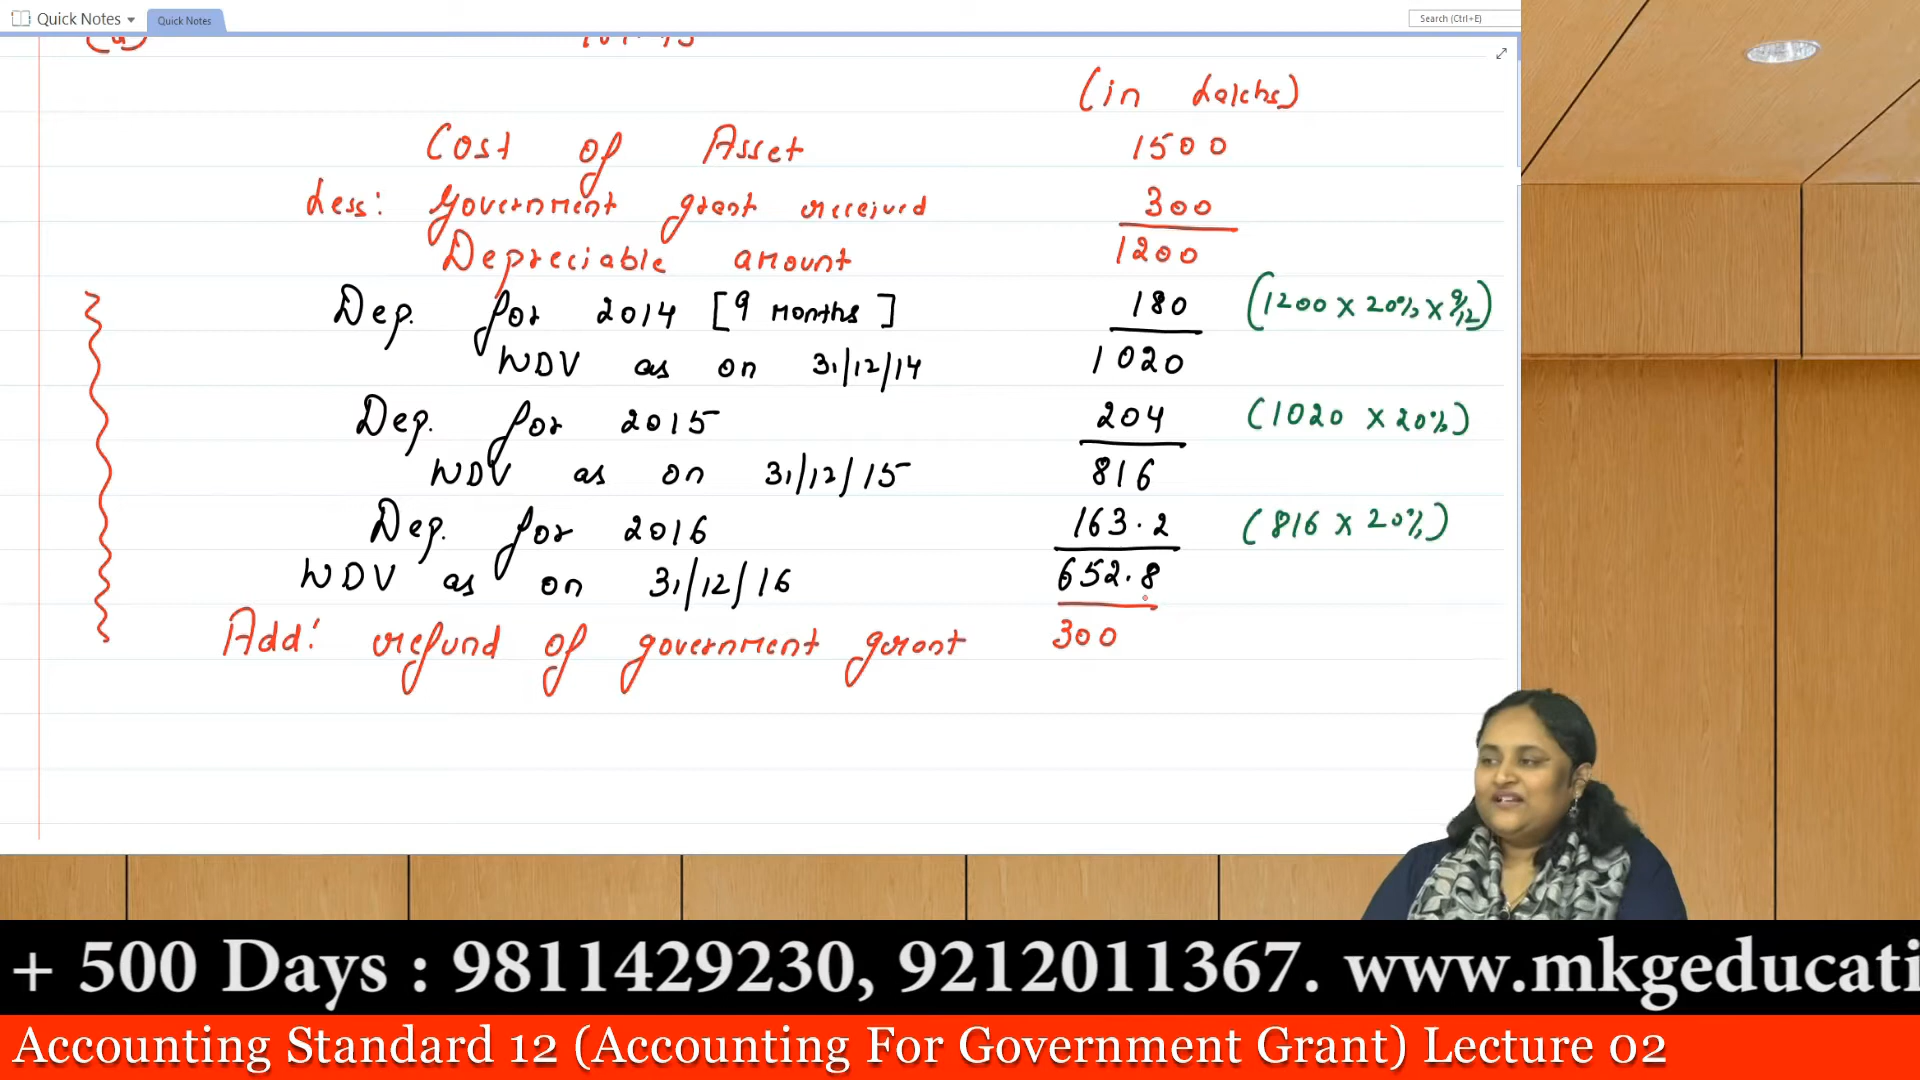 Quick Notes
Quick Notes
Search (Ctrl+E)
(in Lakhs)
Cost of Asset 1500
Less: Government grant received 300
Depreciable amount 1200
Dep. for 2014 [9 months] 180 (1200 x 20% x 9/12)
WDV as on 31/12/14 1020
Dep. for 2015 204 (1020 x 20%)
WDV as on 31/12/15 816
Dep. for 2016 163.2 (816 x 20%)
WDV as on 31/12/16 652.8
Add: refund of government grant 300
+ 500 Days : 9811429230, 9212011367. www.mkgeducati
Accounting Standard 12 (Accounting For Government Grant) Lecture 02